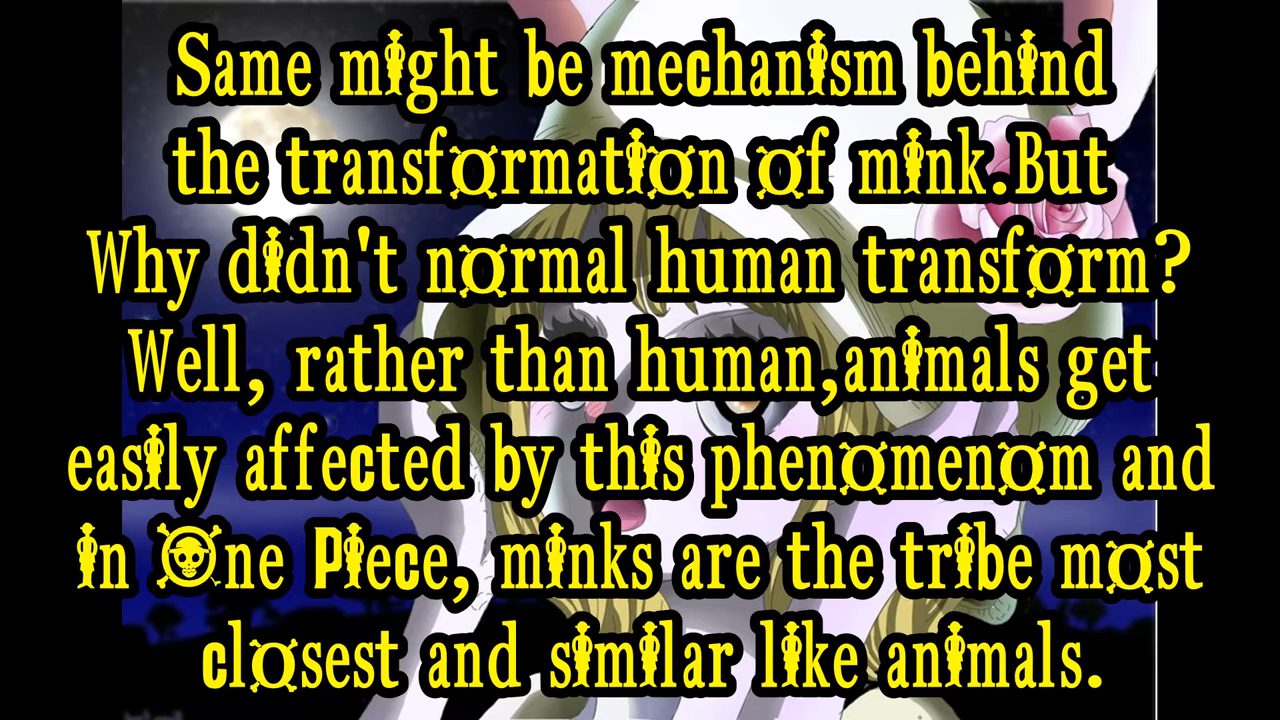 Same might be mechanism behind
the transformation of mink.But
Why didn't normal human transform?
Well, rather than human,animals get
easily affected by this phenomenom and
in One Piece, minks are the tribe most
closest and similar like animals.